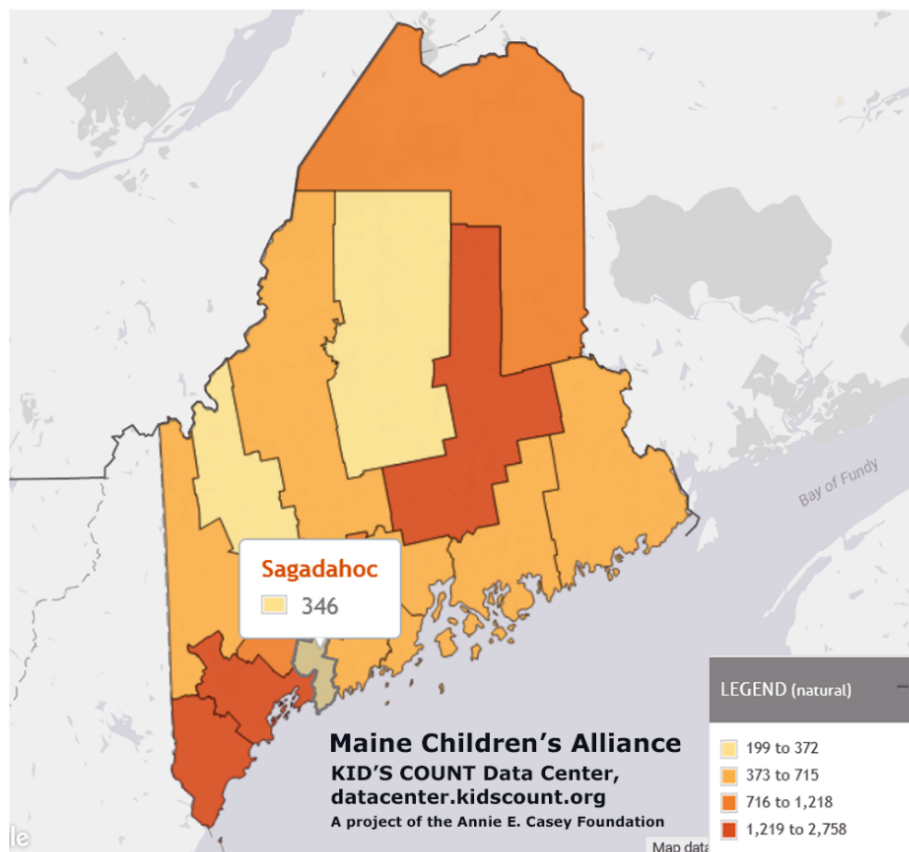 Bay of Fundy
Sagadahoc
346
LEGEND (natural)
199 to 372
373 to 715
716 to 1,218
1,219 to 2,758
Maine Children's Alliance
KID'S COUNT Data Center,
datacenter.kidscount.org
A project of the Annie E. Casey Foundation
Map data